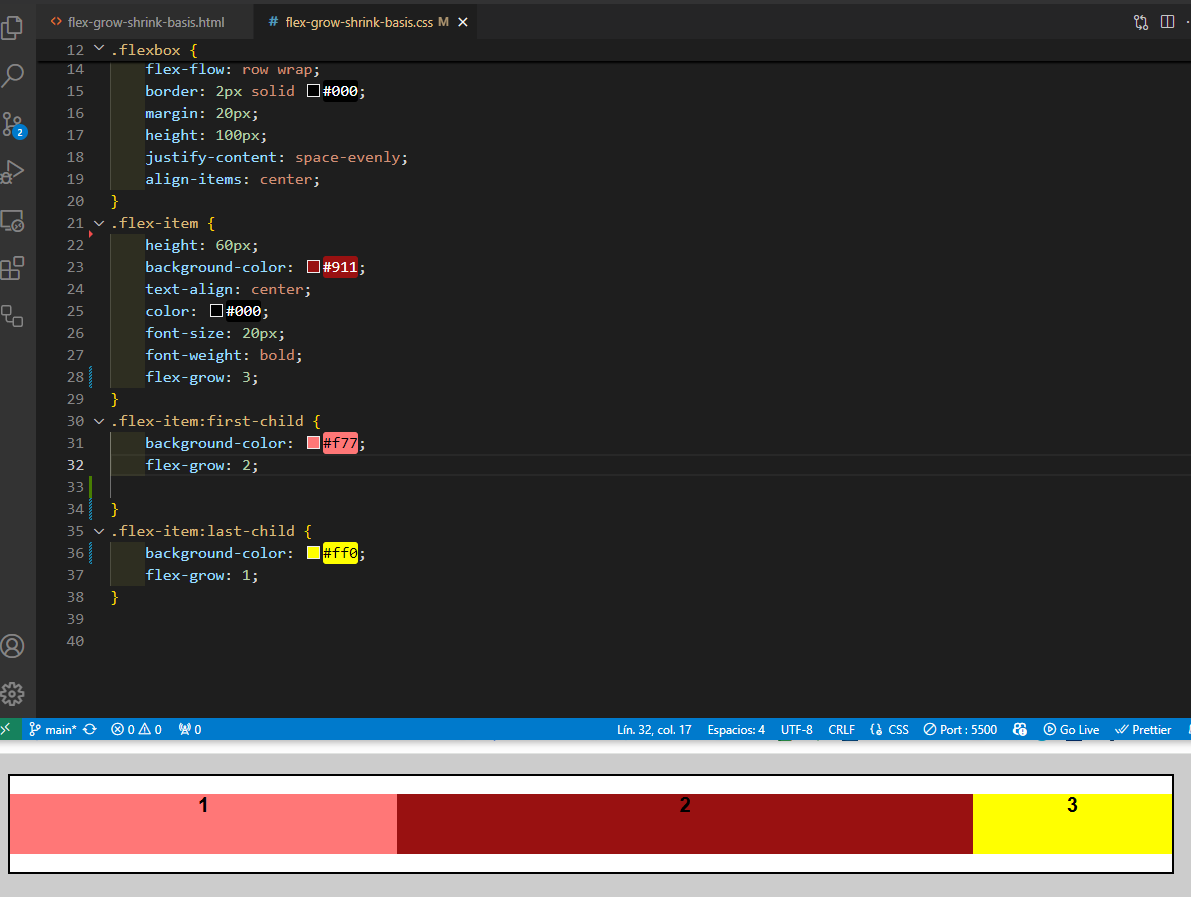 flex-grow-shrink-basis.html
# flex-grow-shrink-basis.css M
12 .flexbox {
14 flex-flow: row wrap;
15 border: 2px solid #000;
16 margin: 20px;
17 height: 100px;
18 justify-content: space-evenly;
19 align-items: center;
20 }
21 .flex-item {
22 height: 60px;
23 background-color: #911;
24 text-align: center;
25 color: #000;
26 font-size: 20px;
27 font-weight: bold;
28 flex-grow: 3;
29 }
30 .flex-item:first-child {
31 background-color: #f77;
32 flex-grow: 2;
33
34 }
35 .flex-item:last-child {
36 background-color: #ff0;
37 flex-grow: 1;
38 }
39
40
2
main* 0 0 0 Lín. 32, col. 17 Espacios: 4 UTF-8 CRLF {} CSS Port : 5500 Go Live Prettier
1 2 3